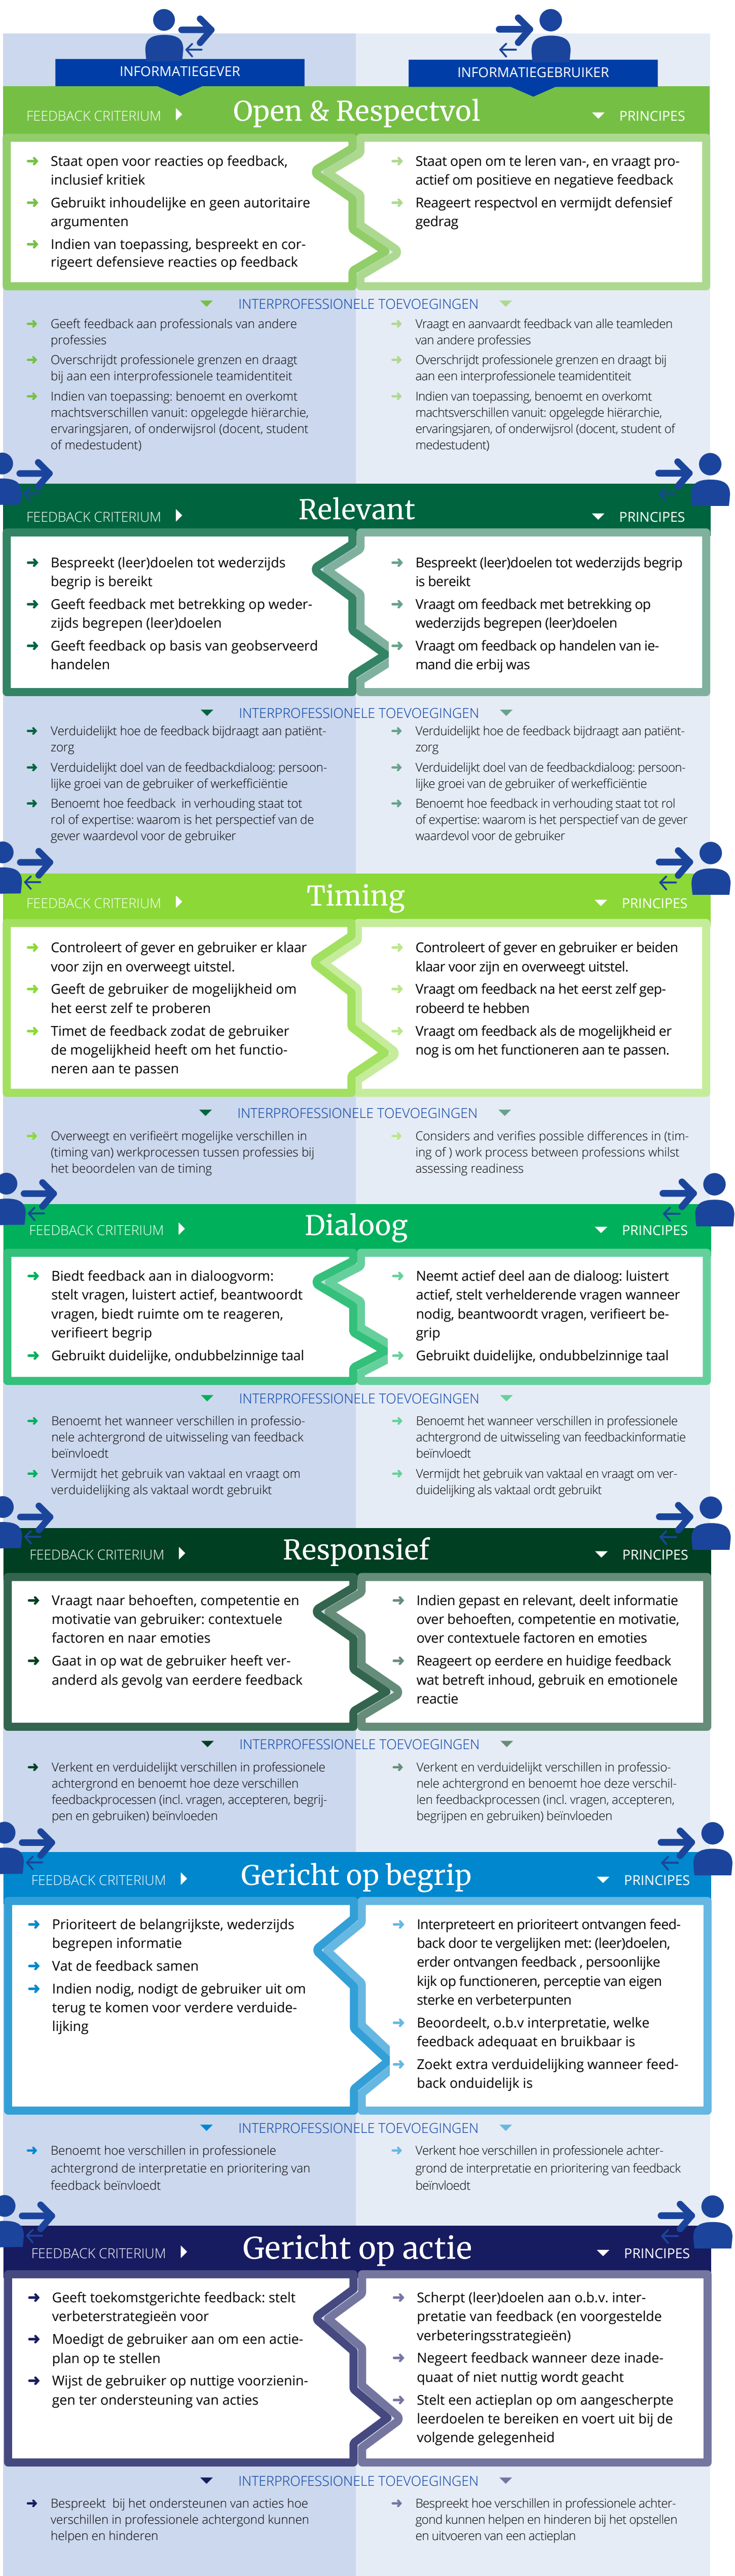 INFORMATIEGEVER
INFORMATIEGEBRUIKER
FEEDBACK CRITERIUM
Open & Respectvol
PRINCIPES
Staat open voor reacties op feedback,
inclusief kritiek
Gebruikt inhoudelijke en geen autoritaire
argumenten
Indien van toepassing, bespreekt en cor-
rigeert defensieve reacties op feedback
Staat open om te leren van-, en vraagt pro-
actief om positieve en negatieve feedback
Reageert respectvol en vermijdt defensief
gedrag
INTERPROFESSIONELE TOEVOEGINGEN
Geeft feedback aan professionals van andere
professies
Overschrijdt professionele grenzen en draagt
bij aan een interprofessionele teamidentiteit
Indien van toepassing: benoemt en overkomt
machtsverschillen vanuit: opgelegde hiërarchie,
ervaringsjaren, of onderwijsrol (docent, student
of medestudent)
Vraagt en aanvaardt feedback van alle teamleden
van andere professies
Overschrijdt professionele grenzen en draagt bij
aan een interprofessionele teamidentiteit
Indien van toepassing, benoemt en overkomt
machtsverschillen vanuit: opgelegde hiërarchie,
ervaringsjaren, of onderwijsrol (docent, student of
medestudent)
FEEDBACK CRITERIUM
Relevant
PRINCIPES
Bespreekt (leer)doelen tot wederzijds
begrip is bereikt
Geeft feedback met betrekking op weder-
zijds begrepen (leer)doelen
Geeft feedback op basis van geobserveerd
handelen
Bespreekt (leer)doelen tot wederzijds begrip
is bereikt
Vraagt om feedback met betrekking op
wederzijds begrepen (leer)doelen
Vraagt om feedback op handelen van ie-
mand die erbij was
INTERPROFESSIONELE TOEVOEGINGEN
Verduidelijkt hoe de feedback bijdraagt aan patiënt-
zorg
Verduidelijkt doel van de feedbackdialoog: persoon-
lijke groei van de gebruiker of werkefficiëntie
Benoemt hoe feedback in verhouding staat tot
rol of expertise: waarom is het perspectief van de
gever waardevol voor de gebruiker
Verduidelijkt hoe de feedback bijdraagt aan patiënt-
zorg
Verduidelijkt doel van de feedbackdialoog: persoon-
lijke groei van de gebruiker of werkefficiëntie
Benoemt hoe feedback in verhouding staat tot rol
of expertise: waarom is het perspectief van de gever
waardevol voor de gebruiker
FEEDBACK CRITERIUM
Timing
PRINCIPES
Controleert of gever en gebruiker er klaar
voor zijn en overweegt uitstel.
Geeft de gebruiker de mogelijkheid om
het eerst zelf te proberen
Timet de feedback zodat de gebruiker
de mogelijkheid heeft om het functio-
neren aan te passen
Controleert of gever en gebruiker er beiden
klaar voor zijn en overweegt uitstel.
Vraagt om feedback na het eerst zelf gep-
robeerd te hebben
Vraagt om feedback als de mogelijkheid er
nog is om het functioneren aan te passen.
INTERPROFESSIONELE TOEVOEGINGEN
Overweegt en verifieërt mogelijke verschillen in
(timing van) werkprocessen tussen professies bij
het beoordelen van de timing
Considers and verifies possible differences in (tim-
ing of ) work process between professions whilst
assessing readiness
FEEDBACK CRITERIUM
Dialoog
PRINCIPES
Biedt feedback aan in dialoogvorm:
stelt vragen, luistert actief, beantwoordt
vragen, biedt ruimte om te reageren,
verifieert begrip
Gebruikt duidelijke, ondubbelzinnige taal
Neemt actief deel aan de dialoog: luistert
actief, stelt verhelderende vragen wanneer
nodig, beantwoordt vragen, verifieert be-
grip
Gebruikt duidelijke, ondubbelzinnige taal
INTERPROFESSIONELE TOEVOEGINGEN
Benoemt het wanneer verschillen in professio-
nele achtergrond de uitwisseling van feedback
beïnvloedt
Vermijdt het gebruik van vaktaal en vraagt om
verduidelijking als vaktaal wordt gebruikt
Benoemt het wanneer verschillen in professionele
achtergrond de uitwisseling van feedbackinformatie
beïnvloedt
Vermijdt het gebruik van vaktaal en vraagt om ver-
duidelijking als vaktaal ordt gebruikt
FEEDBACK CRITERIUM
Responsief
PRINCIPES
Vraagt naar behoeften, competentie en
motivatie van gebruiker: contextuele
factoren en naar emoties
Gaat in op wat de gebruiker heeft ver-
anderd als gevolg van eerdere feedback
Indien gepast en relevant, deelt informatie
over behoeften, competentie en motivatie,
over contextuele factoren en emoties
Reageert op eerdere en huidige feedback
wat betreft inhoud, gebruik en emotionele
reactie
INTERPROFESSIONELE TOEVOEGINGEN
Verkent en verduidelijkt verschillen in professionele
achtergrond en benoemt hoe deze verschillen
feedbackprocessen (incl. vragen, accepteren, begrij-
pen en gebruiken) beïnvloeden
Verkent en verduidelijkt verschillen in professio-
nele achtergrond en benoemt hoe deze verschil-
len feedbackprocessen (incl. vragen, accepteren,
begrijpen en gebruiken) beïnvloeden
FEEDBACK CRITERIUM
Gericht op begrip
PRINCIPES
Prioriteert de belangrijkste, wederzijds
begrepen informatie
Vat de feedback samen
Indien nodig, nodigt de gebruiker uit om
terug te komen voor verdere verduide-
lijking
Interpreteert en prioriteert ontvangen feed-
back door te vergelijken met: (leer)doelen,
erder ontvangen feedback , persoonlijke
kijk op functioneren, perceptie van eigen
sterke en verbeterpunten
Beoordeelt, o.b.v interpretatie, welke
feedback adequaat en bruikbaar is
Zoekt extra verduidelijking wanneer feed-
back onduidelijk is
INTERPROFESSIONELE TOEVOEGINGEN
Benoemt hoe verschillen in professionele
achtergrond de interpretatie en prioritering van
feedback beïnvloedt
Verkent hoe verschillen in professionele achter-
grond de interpretatie en prioritering van feedback
beïnvloedt
FEEDBACK CRITERIUM
Gericht op actie
PRINCIPES
Geeft toekomstgerichte feedback: stelt
verbeterstrategieën voor
Moedigt de gebruiker aan om een actie-
plan op te stellen
Wijst de gebruiker op nuttige voorzienin-
gen ter ondersteuning van acties
Scherpt (leer)doelen aan o.b.v. inter-
pretatie van feedback (en voorgestelde
verbeteringsstrategieën)
Negeert feedback wanneer deze inade-
quaat of niet nuttig wordt geacht
Stelt een actieplan op om aangescherpte
leerdoelen te bereiken en voert uit bij de
volgende gelegenheid
INTERPROFESSIONELE TOEVOEGINGEN
Bespreekt bij het ondersteunen van acties hoe
verschillen in professionele achtergond kunnen
helpen en hinderen
Bespreekt hoe verschillen in professionele achter-
gond kunnen helpen en hinderen bij het opstellen
en uitvoeren van een actieplan